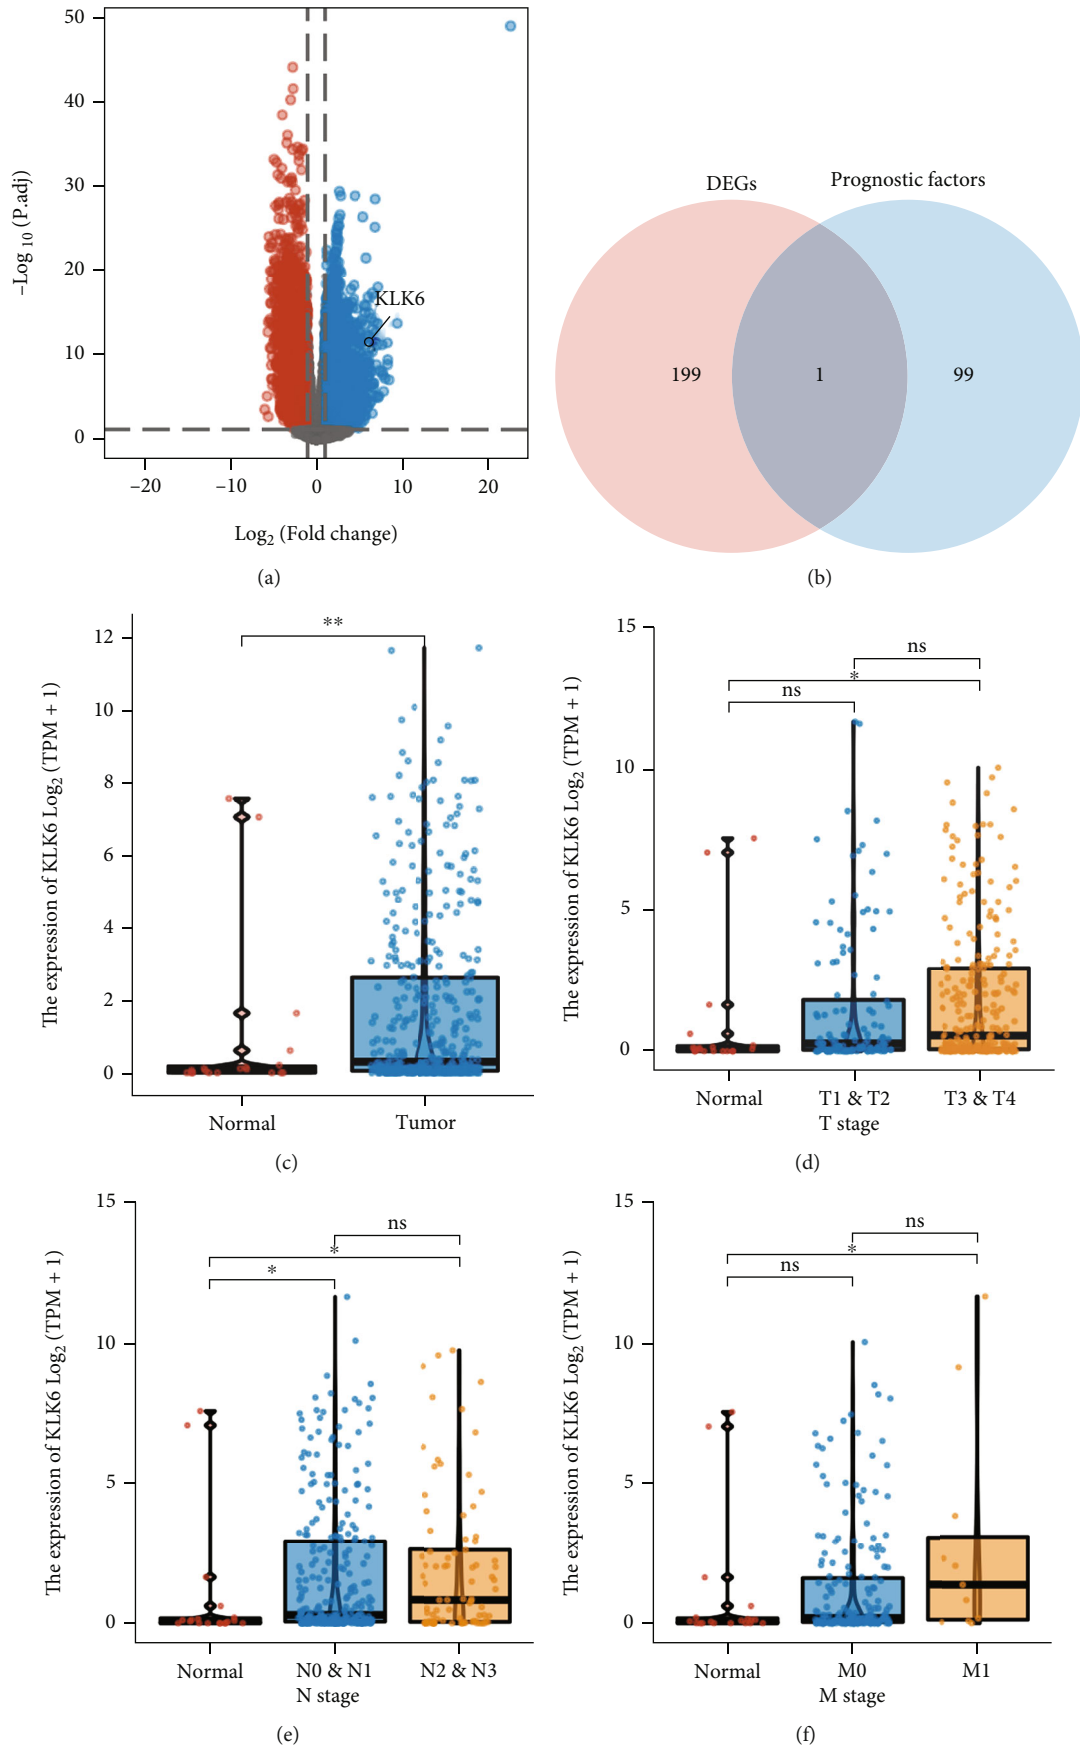 50
40
30
20
10
0
−Log 10 (P.adj)
KLK6
−20 −10 0 10 20
Log2 (Fold change)
(a)
DEGs
Prognostic factors
199 1 99
(b)
12
10
8
6
4
2
0
The expression of KLK6 Log2 (TPM + 1)
**
Normal Tumor
(c)
15
10
5
0
The expression of KLK6 Log2 (TPM + 1)
ns
*
ns
Normal T1 & T2 T3 & T4
T stage
(d)
15
10
5
0
The expression of KLK6 Log2 (TPM + 1)
ns
*
*
Normal N0 & N1 N2 & N3
N stage
(e)
15
10
5
0
The expression of KLK6 Log2 (TPM + 1)
ns
*
ns
Normal M0 M1
M stage
(f)